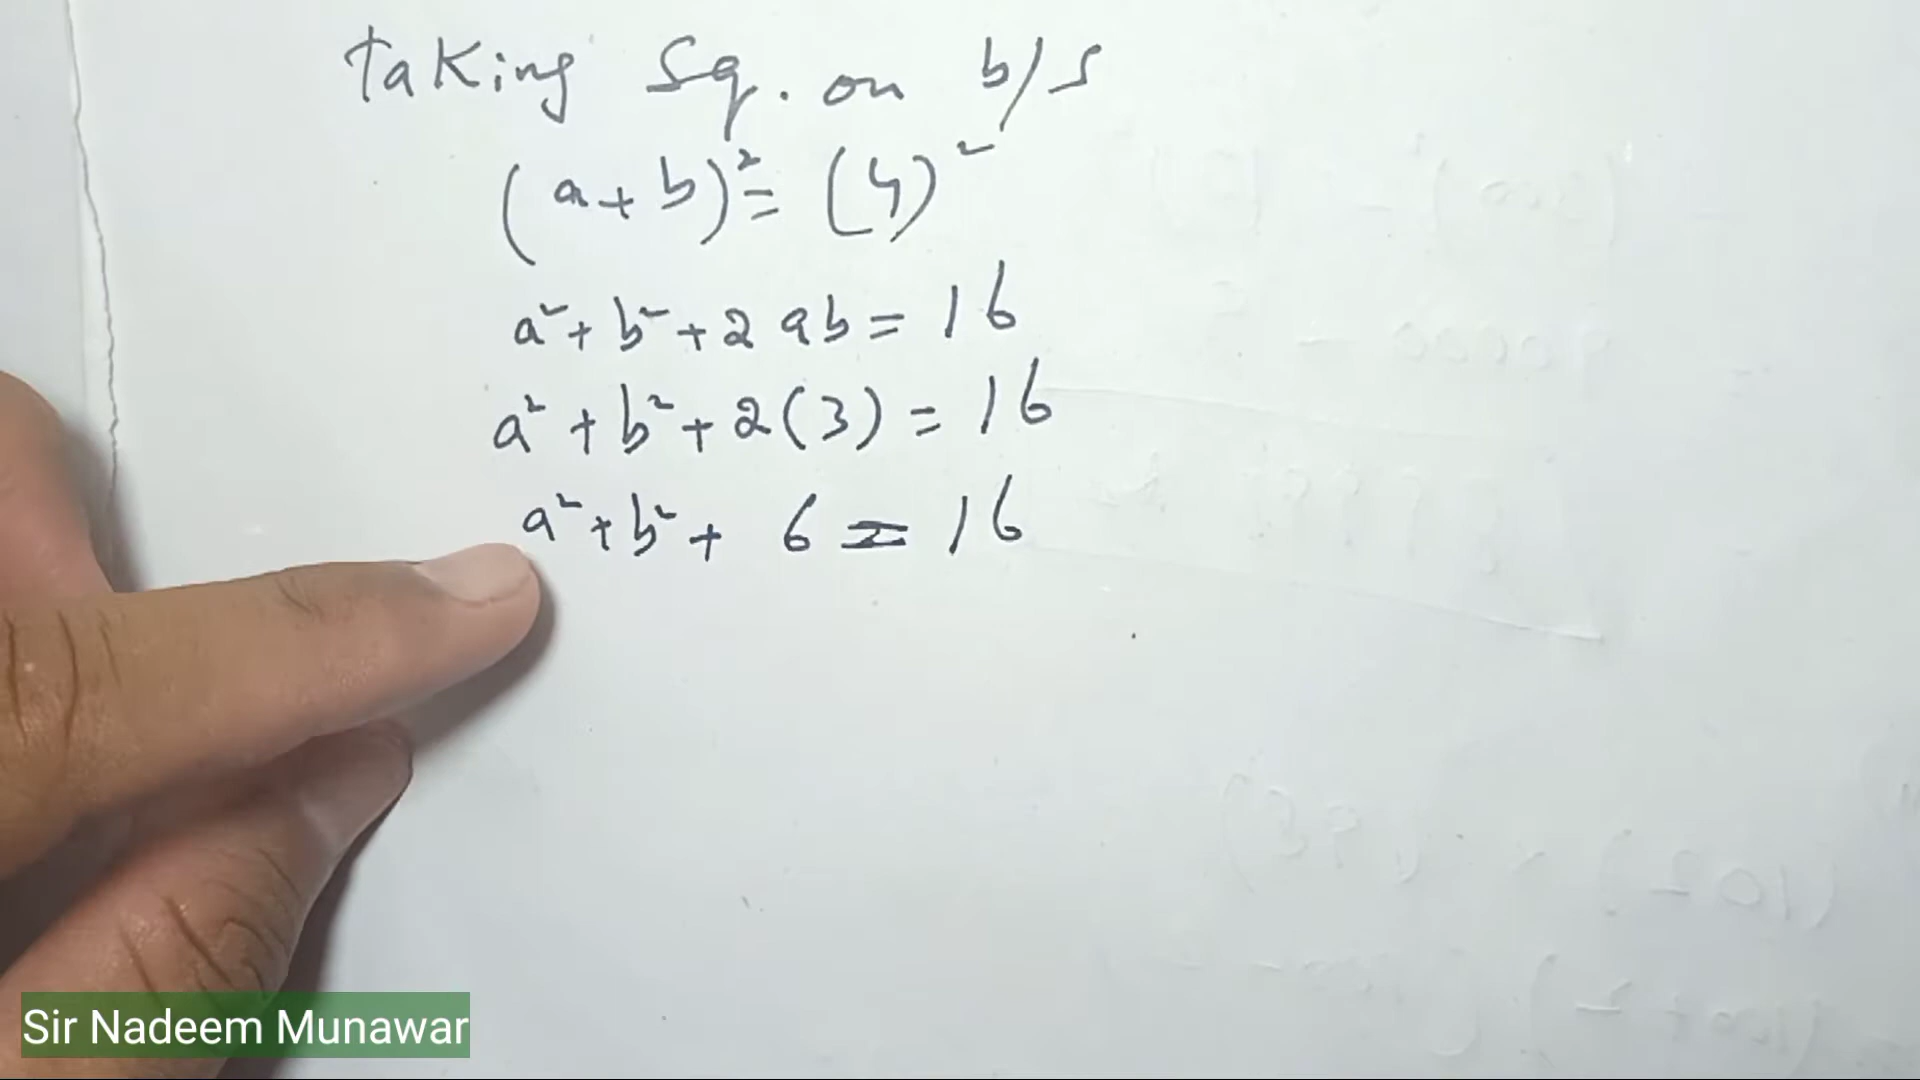 Taking Sq. on b/s
(a+b)² = (4)²
a² + b² + 2ab = 16
a² + b² + 2(3) = 16
a² + b² + 6 = 16
Sir Nadeem Munawar